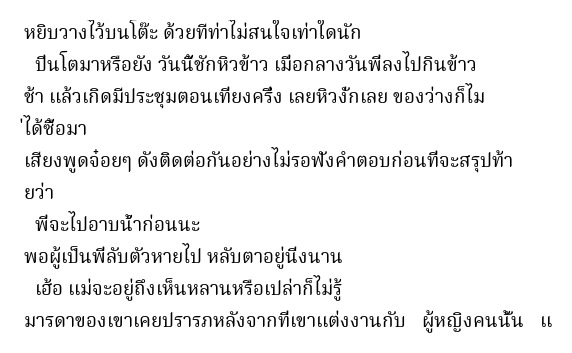 หยิบวางไว้บนโต๊ะ ด้วยทีท่าไม่สนใจเท่าใดนัก
ปิ่นโตมาหรือยัง วันนี้ชักหิวข้าว เมื่อกลางวันพี่ลงไปกินข้าว
ช้า แล้วเกิดมีประชุมตอนเที่ยงครึ่ง เลยหิวงั่กเลย ของว่างก็ไม
่ได้ซื้อมา
เสียงพูดจ๋อยๆ ดังติดต่อกันอย่างไม่รอฟังคำตอบก่อนที่จะสรุปท้า
ยว่า
พี่จะไปอาบน้ำก่อนนะ
พอผู้เป็นพี่ลับตัวหายไป หลับตาอยู่นิ่งนาน
เฮ้อ แม่จะอยู่ถึงเห็นหลานหรือเปล่าก็ไม่รู้
มารดาของเขาเคยปรารภหลังจากที่เขาแต่งงานกับ ผู้หญิงคนนั้น แ